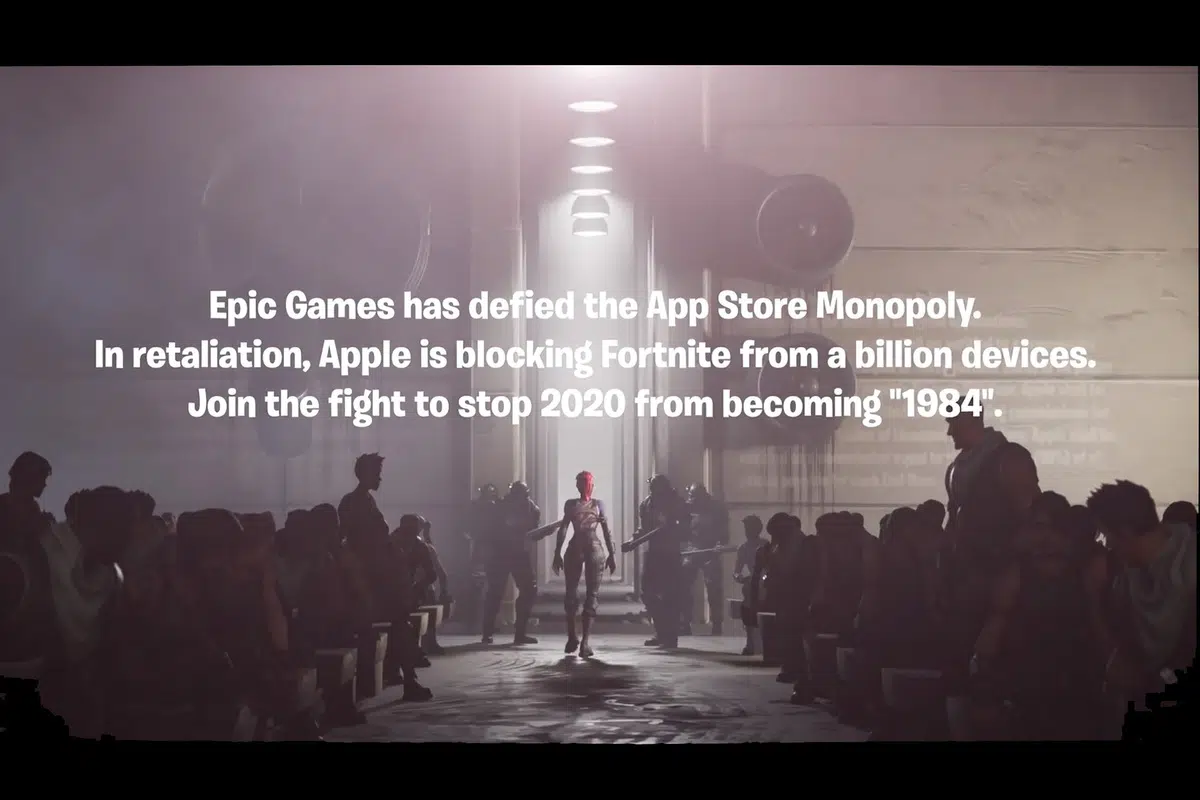 Epic Games has defied the App Store Monopoly.
In retaliation, Apple is blocking Fortnite from a billion devices.
Join the fight to stop 2020 from becoming "1984".